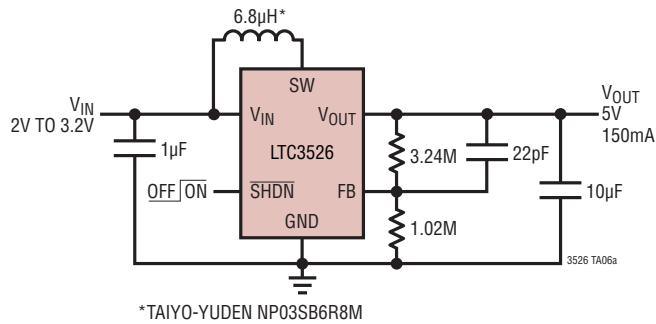 6.8µH*
SW
VIN
2V TO 3.2V
VIN
VOUT
VOUT
5V
150mA
1µF
LTC3526
3.24M
22pF
OFF ON
SHDN
FB
10µF
GND
1.02M
3526 TA06a
*TAIYO-YUDEN NP03SB6R8M